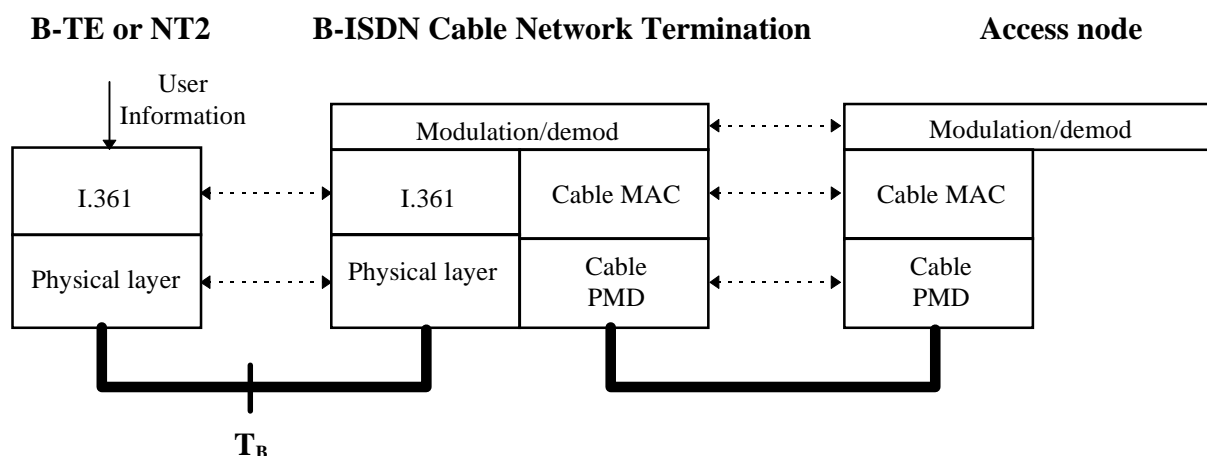 B-TE or NT2
B-ISDN Cable Network Termination
Access node
User
Information
Modulation/demod
Modulation/demod
I.361
I.361
Cable MAC
Cable MAC
Physical layer
Physical layer
Cable
PMD
Cable
PMD
TB